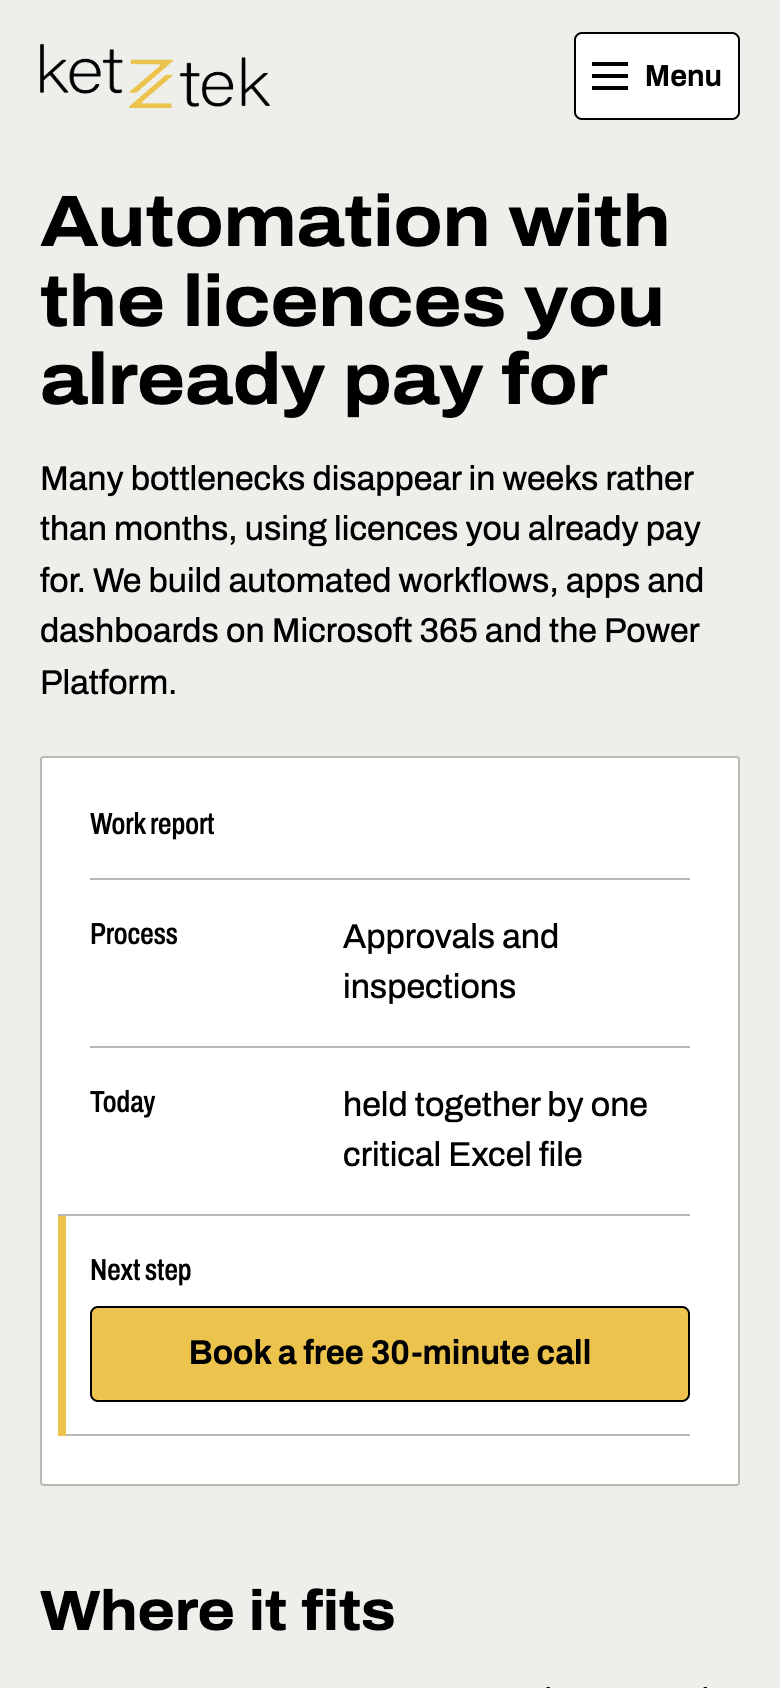 ketztek
Menu
Automation with
the licences you
already pay for
Many bottlenecks disappear in weeks rather
than months, using licences you already pay
for. We build automated workflows, apps and
dashboards on Microsoft 365 and the Power
Platform.
Work report
Process
Approvals and
inspections
Today
held together by one
critical Excel file
Next step
Book a free 30-minute call
Where it fits